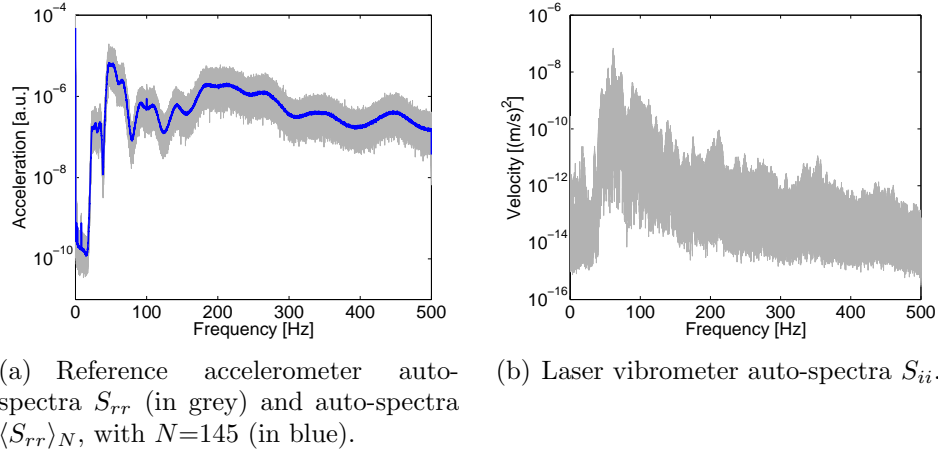 10⁻⁴
10⁻⁶
10⁻⁸
10⁻¹⁰
Acceleration [a.u.]
0 100 200 300 400 500
Frequency [Hz]
10⁻⁶
10⁻⁸
10⁻¹⁰
10⁻¹²
10⁻¹⁴
10⁻¹⁶
Velocity [(m/s)²]
0 100 200 300 400 500
Frequency [Hz]
(a) Reference accelerometer auto-
spectra Sᵣᵣ (in grey) and auto-spectra
⟨Sᵣᵣ⟩_N, with N=145 (in blue).
(b) Laser vibrometer auto-spectra Sᵢᵢ.